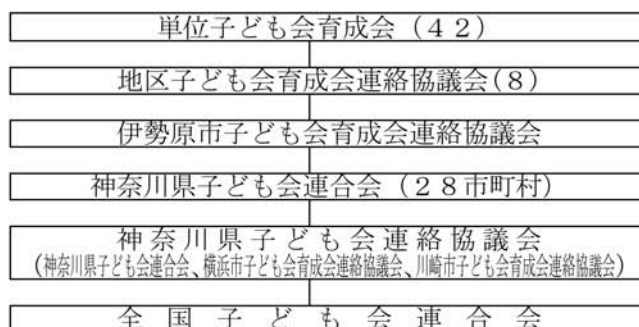 単位子ども会育成会（４２）
地区子ども会育成会連絡協議会(８)
伊勢原市子ども会育成会連絡協議会
神奈川県子ども会連合会（２８市町村）
神奈川県子ども会連絡協議会
(神奈川県子ども会連合会、横浜市子ども会育成会連絡協議会、川崎市子ども会育成会連絡協議会)
全国子ども会連合会